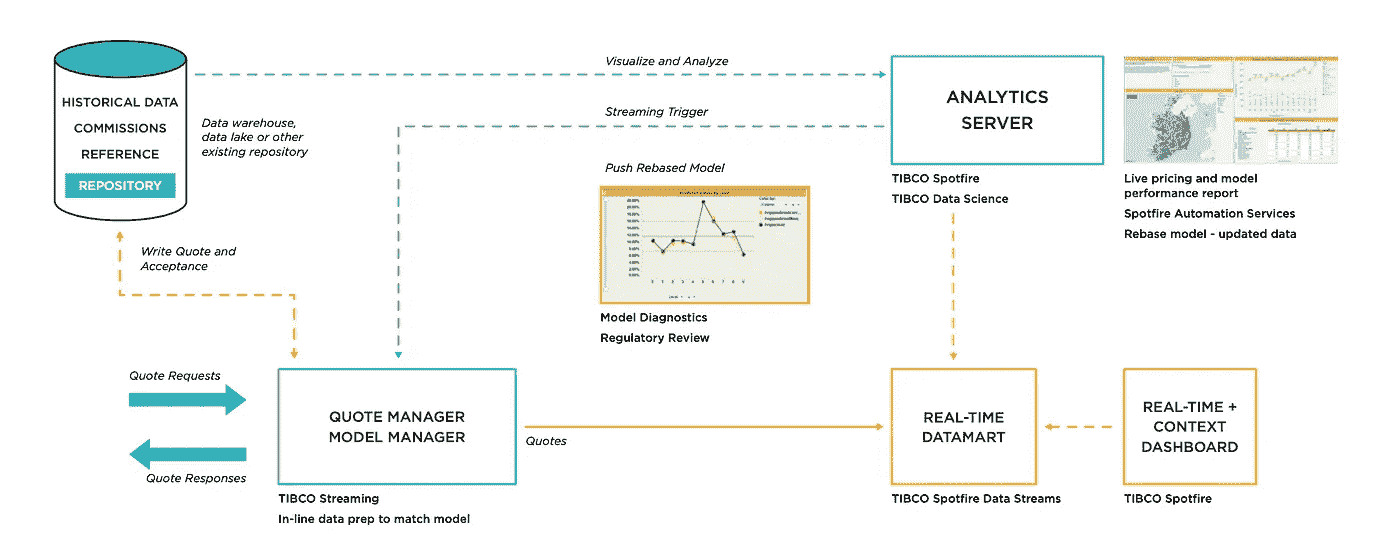 HISTORICAL DATA
COMMISSIONS
REFERENCE
REPOSITORY
Data warehouse,
data lake or other
existing repository
Visualize and Analyze
Streaming Trigger
Push Rebased Model
ANALYTICS
SERVER
TIBCO Spotfire
TIBCO Data Science
Live pricing and model
performance report
Spotfire Automation Services
Rebase model - updated data
Write Quote and
Acceptance
Model Diagnostics
Regulatory Review
Quote Requests
Quote Responses
QUOTE MANAGER
MODEL MANAGER
TIBCO Streaming
In-line data prep to match model
Quotes
REAL-TIME
DATAMART
TIBCO Spotfire Data Streams
REAL-TIME +
CONTEXT
DASHBOARD
TIBCO Spotfire